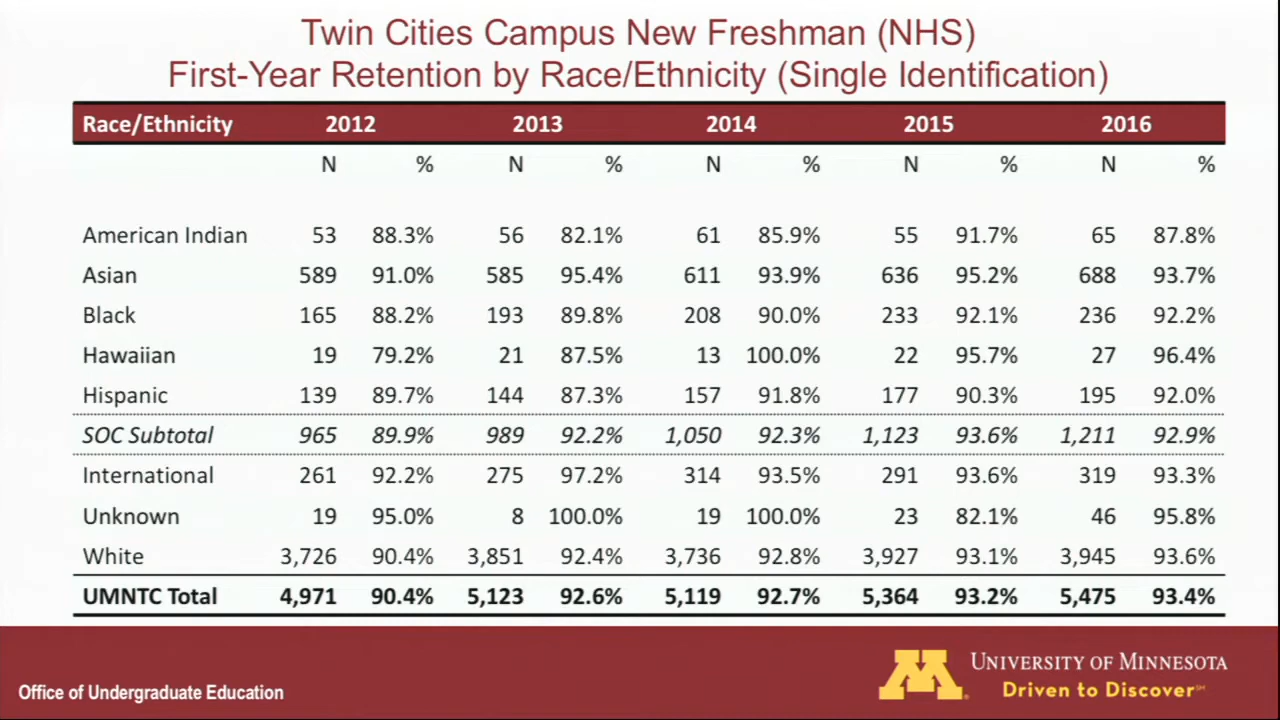 Twin Cities Campus New Freshman (NHS)
First-Year Retention by Race/Ethnicity (Single Identification)
Race/Ethnicity 2012 2013 2014 2015 2016
N % N % N % N % N %
American Indian 53 88.3% 56 82.1% 61 85.9% 55 91.7% 65 87.8%
Asian 589 91.0% 585 95.4% 611 93.9% 636 95.2% 688 93.7%
Black 165 88.2% 193 89.8% 208 90.0% 233 92.1% 236 92.2%
Hawaiian 19 79.2% 21 87.5% 13 100.0% 22 95.7% 27 96.4%
Hispanic 139 89.7% 144 87.3% 157 91.8% 177 90.3% 195 92.0%
SOC Subtotal 965 89.9% 989 92.2% 1,050 92.3% 1,123 93.6% 1,211 92.9%
International 261 92.2% 275 97.2% 314 93.5% 291 93.6% 319 93.3%
Unknown 19 95.0% 8 100.0% 19 100.0% 23 82.1% 46 95.8%
White 3,726 90.4% 3,851 92.4% 3,736 92.8% 3,927 93.1% 3,945 93.6%
UMNTC Total 4,971 90.4% 5,123 92.6% 5,119 92.7% 5,364 93.2% 5,475 93.4%
Office of Undergraduate Education
M
UNIVERSITY OF MINNESOTA
Driven to Discover℠